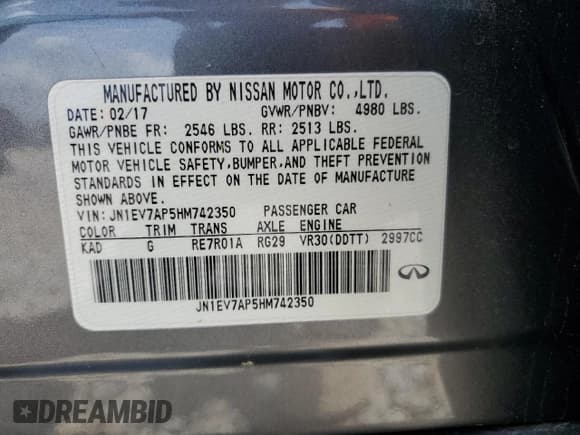 MANUFACTURED BY NISSAN MOTOR CO.,LTD.
DATE: 02/17 GVWR/PNBV: 4980 LBS.
GAWR/PNBE FR: 2546 LBS. RR: 2513 LBS.
THIS VEHICLE CONFORMS TO ALL APPLICABLE FEDERAL
MOTOR VEHICLE SAFETY,BUMPER,AND THEFT PREVENTION
STANDARDS IN EFFECT ON THE DATE OF MANUFACTURE
SHOWN ABOVE.
VIN:JN1EV7AP5HM742350 PASSENGER CAR
COLOR TRIM TRANS AXLE ENGINE
KAD G RE7R01A RG29 VR30(DDTT) 2997CC
JN1EV7AP5HM742350
DREAMBID